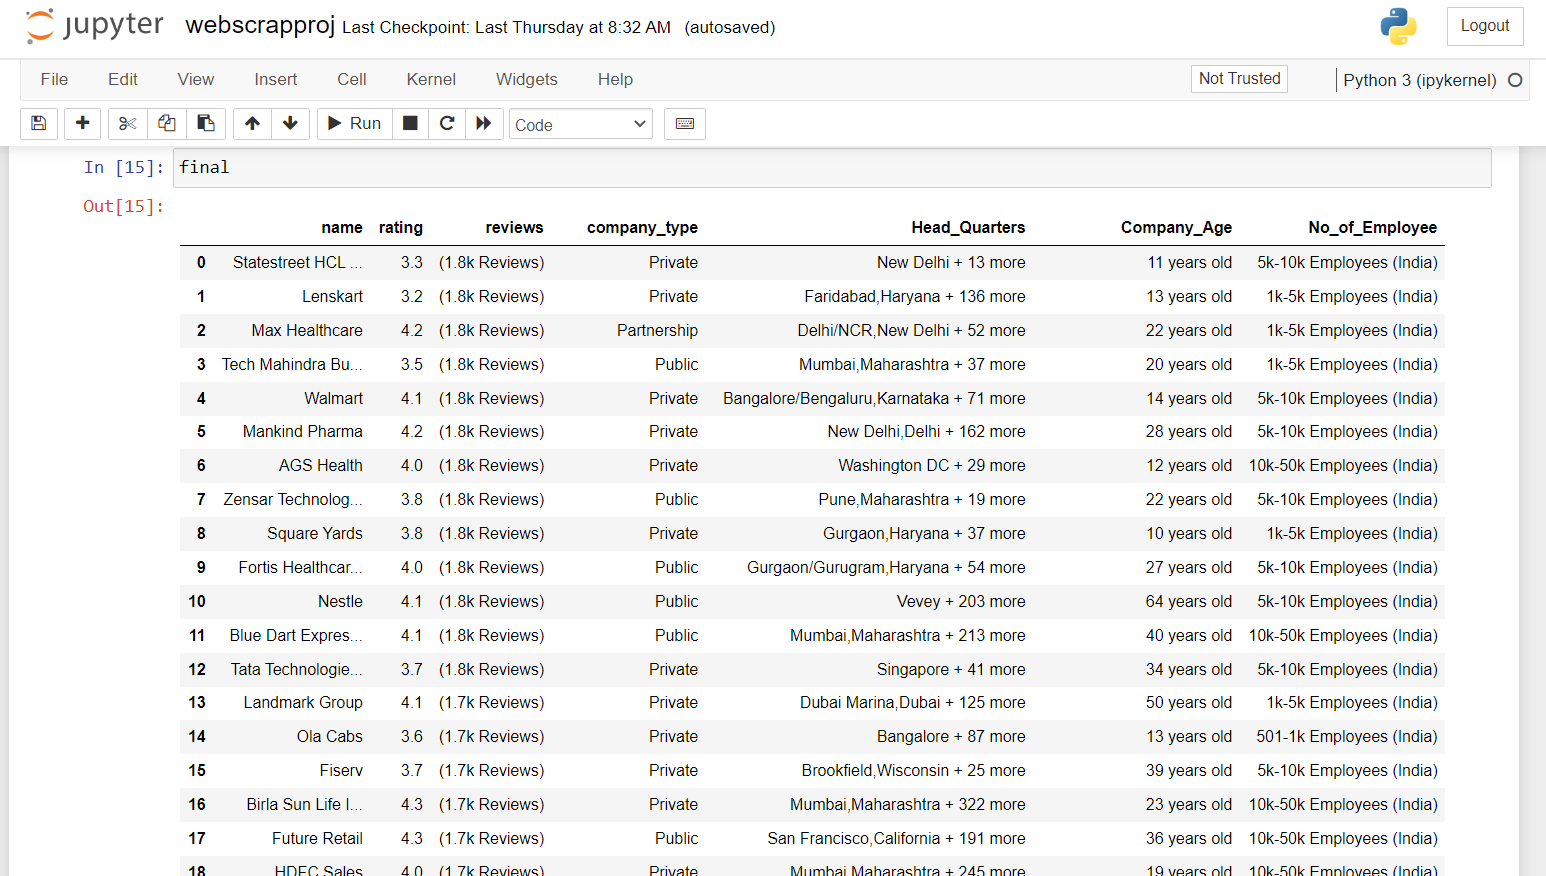 jupyter webscrapproj Last Checkpoint: Last Thursday at 8:32 AM (autosaved) Logout
File Edit View Insert Cell Kernel Widgets Help Not Trusted Python 3 (ipykernel)
Run Code
In [15]: final
Out[15]:
name rating reviews company_type Head_Quarters Company_Age No_of_Employee
0 Statestreet HCL ... 3.3 (1.8k Reviews) Private New Delhi + 13 more 11 years old 5k-10k Employees (India)
1 Lenskart 3.2 (1.8k Reviews) Private Faridabad,Haryana + 136 more 13 years old 1k-5k Employees (India)
2 Max Healthcare 4.2 (1.8k Reviews) Partnership Delhi/NCR,New Delhi + 52 more 22 years old 1k-5k Employees (India)
3 Tech Mahindra Bu... 3.5 (1.8k Reviews) Public Mumbai,Maharashtra + 37 more 20 years old 1k-5k Employees (India)
4 Walmart 4.1 (1.8k Reviews) Private Bangalore/Bengaluru,Karnataka + 71 more 14 years old 5k-10k Employees (India)
5 Mankind Pharma 4.2 (1.8k Reviews) Private New Delhi,Delhi + 162 more 28 years old 5k-10k Employees (India)
6 AGS Health 4.0 (1.8k Reviews) Private Washington DC + 29 more 12 years old 10k-50k Employees (India)
7 Zensar Technolog... 3.8 (1.8k Reviews) Public Pune,Maharashtra + 19 more 22 years old 5k-10k Employees (India)
8 Square Yards 3.8 (1.8k Reviews) Private Gurgaon,Haryana + 37 more 10 years old 1k-5k Employees (India)
9 Fortis Healthcar... 4.0 (1.8k Reviews) Public Gurgaon/Gurugram,Haryana + 54 more 27 years old 5k-10k Employees (India)
10 Nestle 4.1 (1.8k Reviews) Public Vevey + 203 more 64 years old 5k-10k Employees (India)
11 Blue Dart Expres... 4.1 (1.8k Reviews) Public Mumbai,Maharashtra + 213 more 40 years old 10k-50k Employees (India)
12 Tata Technologie... 3.7 (1.8k Reviews) Private Singapore + 41 more 34 years old 5k-10k Employees (India)
13 Landmark Group 4.1 (1.7k Reviews) Private Dubai Marina,Dubai + 125 more 50 years old 1k-5k Employees (India)
14 Ola Cabs 3.6 (1.7k Reviews) Private Bangalore + 87 more 13 years old 501-1k Employees (India)
15 Fiserv 3.7 (1.7k Reviews) Private Brookfield,Wisconsin + 25 more 39 years old 5k-10k Employees (India)
16 Birla Sun Life I... 4.3 (1.7k Reviews) Private Mumbai,Maharashtra + 322 more 23 years old 10k-50k Employees (India)
17 Future Retail 4.3 (1.7k Reviews) Public San Francisco,California + 191 more 36 years old 10k-50k Employees (India)
18 HDFC Sales 4.0 (1.7k Reviews) Private Mumbai,Maharashtra + 245 more 19 years old 10k-50k Employees (India)